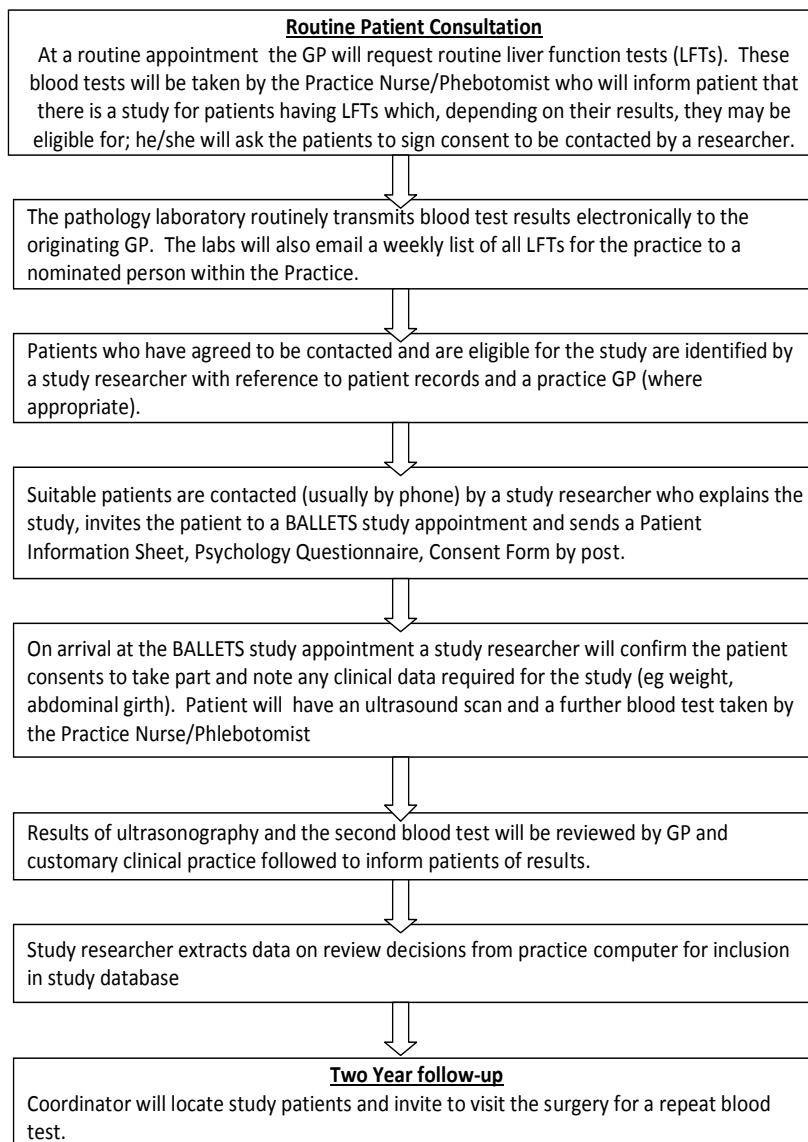 Routine Patient Consultation
At a routine appointment the GP will request routine liver function tests (LFTs). These
blood tests will be taken by the Practice Nurse/Phebotomist who will inform patient that
there is a study for patients having LFTs which, depending on their results, they may be
eligible for; he/she will ask the patients to sign consent to be contacted by a researcher.
The pathology laboratory routinely transmits blood test results electronically to the
originating GP. The labs will also email a weekly list of all LFTs for the practice to a
nominated person within the Practice.
Patients who have agreed to be contacted and are eligible for the study are identified by
a study researcher with reference to patient records and a practice GP (where
appropriate).
Suitable patients are contacted (usually by phone) by a study researcher who explains the
study, invites the patient to a BALLETS study appointment and sends a Patient
Information Sheet, Psychology Questionnaire, Consent Form by post.
On arrival at the BALLETS study appointment a study researcher will confirm the patient
consents to take part and note any clinical data required for the study (eg weight,
abdominal girth). Patient will have an ultrasound scan and a further blood test taken by
the Practice Nurse/Phlebotomist
Results of ultrasonography and the second blood test will be reviewed by GP and
customary clinical practice followed to inform patients of results.
Study researcher extracts data on review decisions from practice computer for inclusion
in study database
Two Year follow-up
Coordinator will locate study patients and invite to visit the surgery for a repeat blood
test.